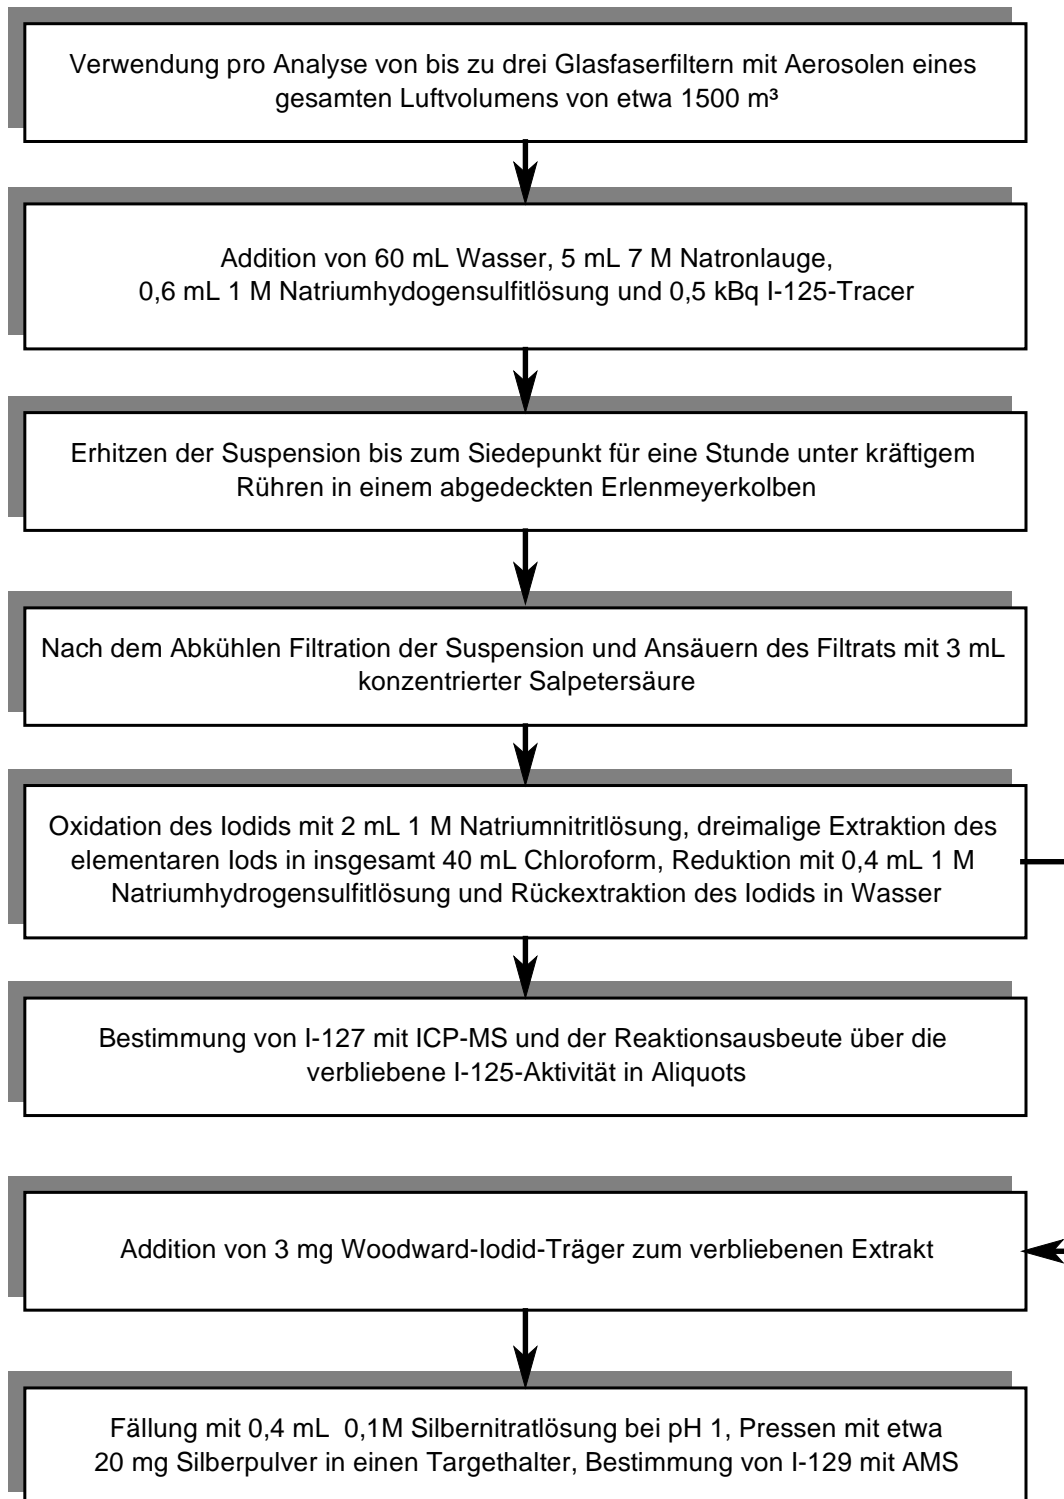 Verwendung pro Analyse von bis zu drei Glasfaserfiltern mit Aerosolen eines
gesamten Luftvolumens von etwa 1500 m³
Addition von 60 mL Wasser, 5 mL 7 M Natronlauge,
0,6 mL 1 M Natriumhydogensulfitlösung und 0,5 kBq I-125-Tracer
Erhitzen der Suspension bis zum Siedepunkt für eine Stunde unter kräftigem
Rühren in einem abgedeckten Erlenmeyerkolben
Nach dem Abkühlen Filtration der Suspension und Ansäuern des Filtrats mit 3 mL
konzentrierter Salpetersäure
Oxidation des Iodids mit 2 mL 1 M Natriumnitritlösung, dreimalige Extraktion des
elementaren Iods in insgesamt 40 mL Chloroform, Reduktion mit 0,4 mL 1 M
Natriumhydrogensulfitlösung und Rückextraktion des Iodids in Wasser
Bestimmung von I-127 mit ICP-MS und der Reaktionsausbeute über die
verbliebene I-125-Aktivität in Aliquots
Addition von 3 mg Woodward-Iodid-Träger zum verbliebenen Extrakt
Fällung mit 0,4 mL 0,1M Silbernitratlösung bei pH 1, Pressen mit etwa
20 mg Silberpulver in einen Targethalter, Bestimmung von I-129 mit AMS